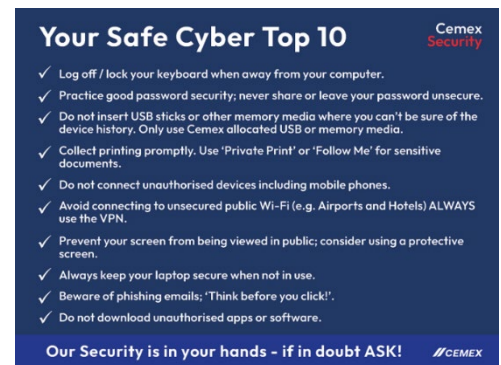 Your Safe Cyber Top 10
Cemex
Security
✓ Log off / lock your keyboard when away from your computer.
✓ Practice good password security; never share or leave your password unsecure.
✓ Do not insert USB sticks or other memory media where you can't be sure of the
device history. Only use Cemex allocated USB or memory media.
✓ Collect printing promptly. Use 'Private Print' or 'Follow Me' for sensitive
documents.
✓ Do not connect unauthorised devices including mobile phones.
✓ Avoid connecting to unsecured public Wi-Fi (e.g. Airports and Hotels) ALWAYS
use the VPN.
✓ Prevent your screen from being viewed in public; consider using a protective
screen.
✓ Always keep your laptop secure when not in use.
✓ Beware of phishing emails; 'Think before you click!'.
✓ Do not download unauthorised apps or software.
Our Security is in your hands - if in doubt ASK!
CEMEX